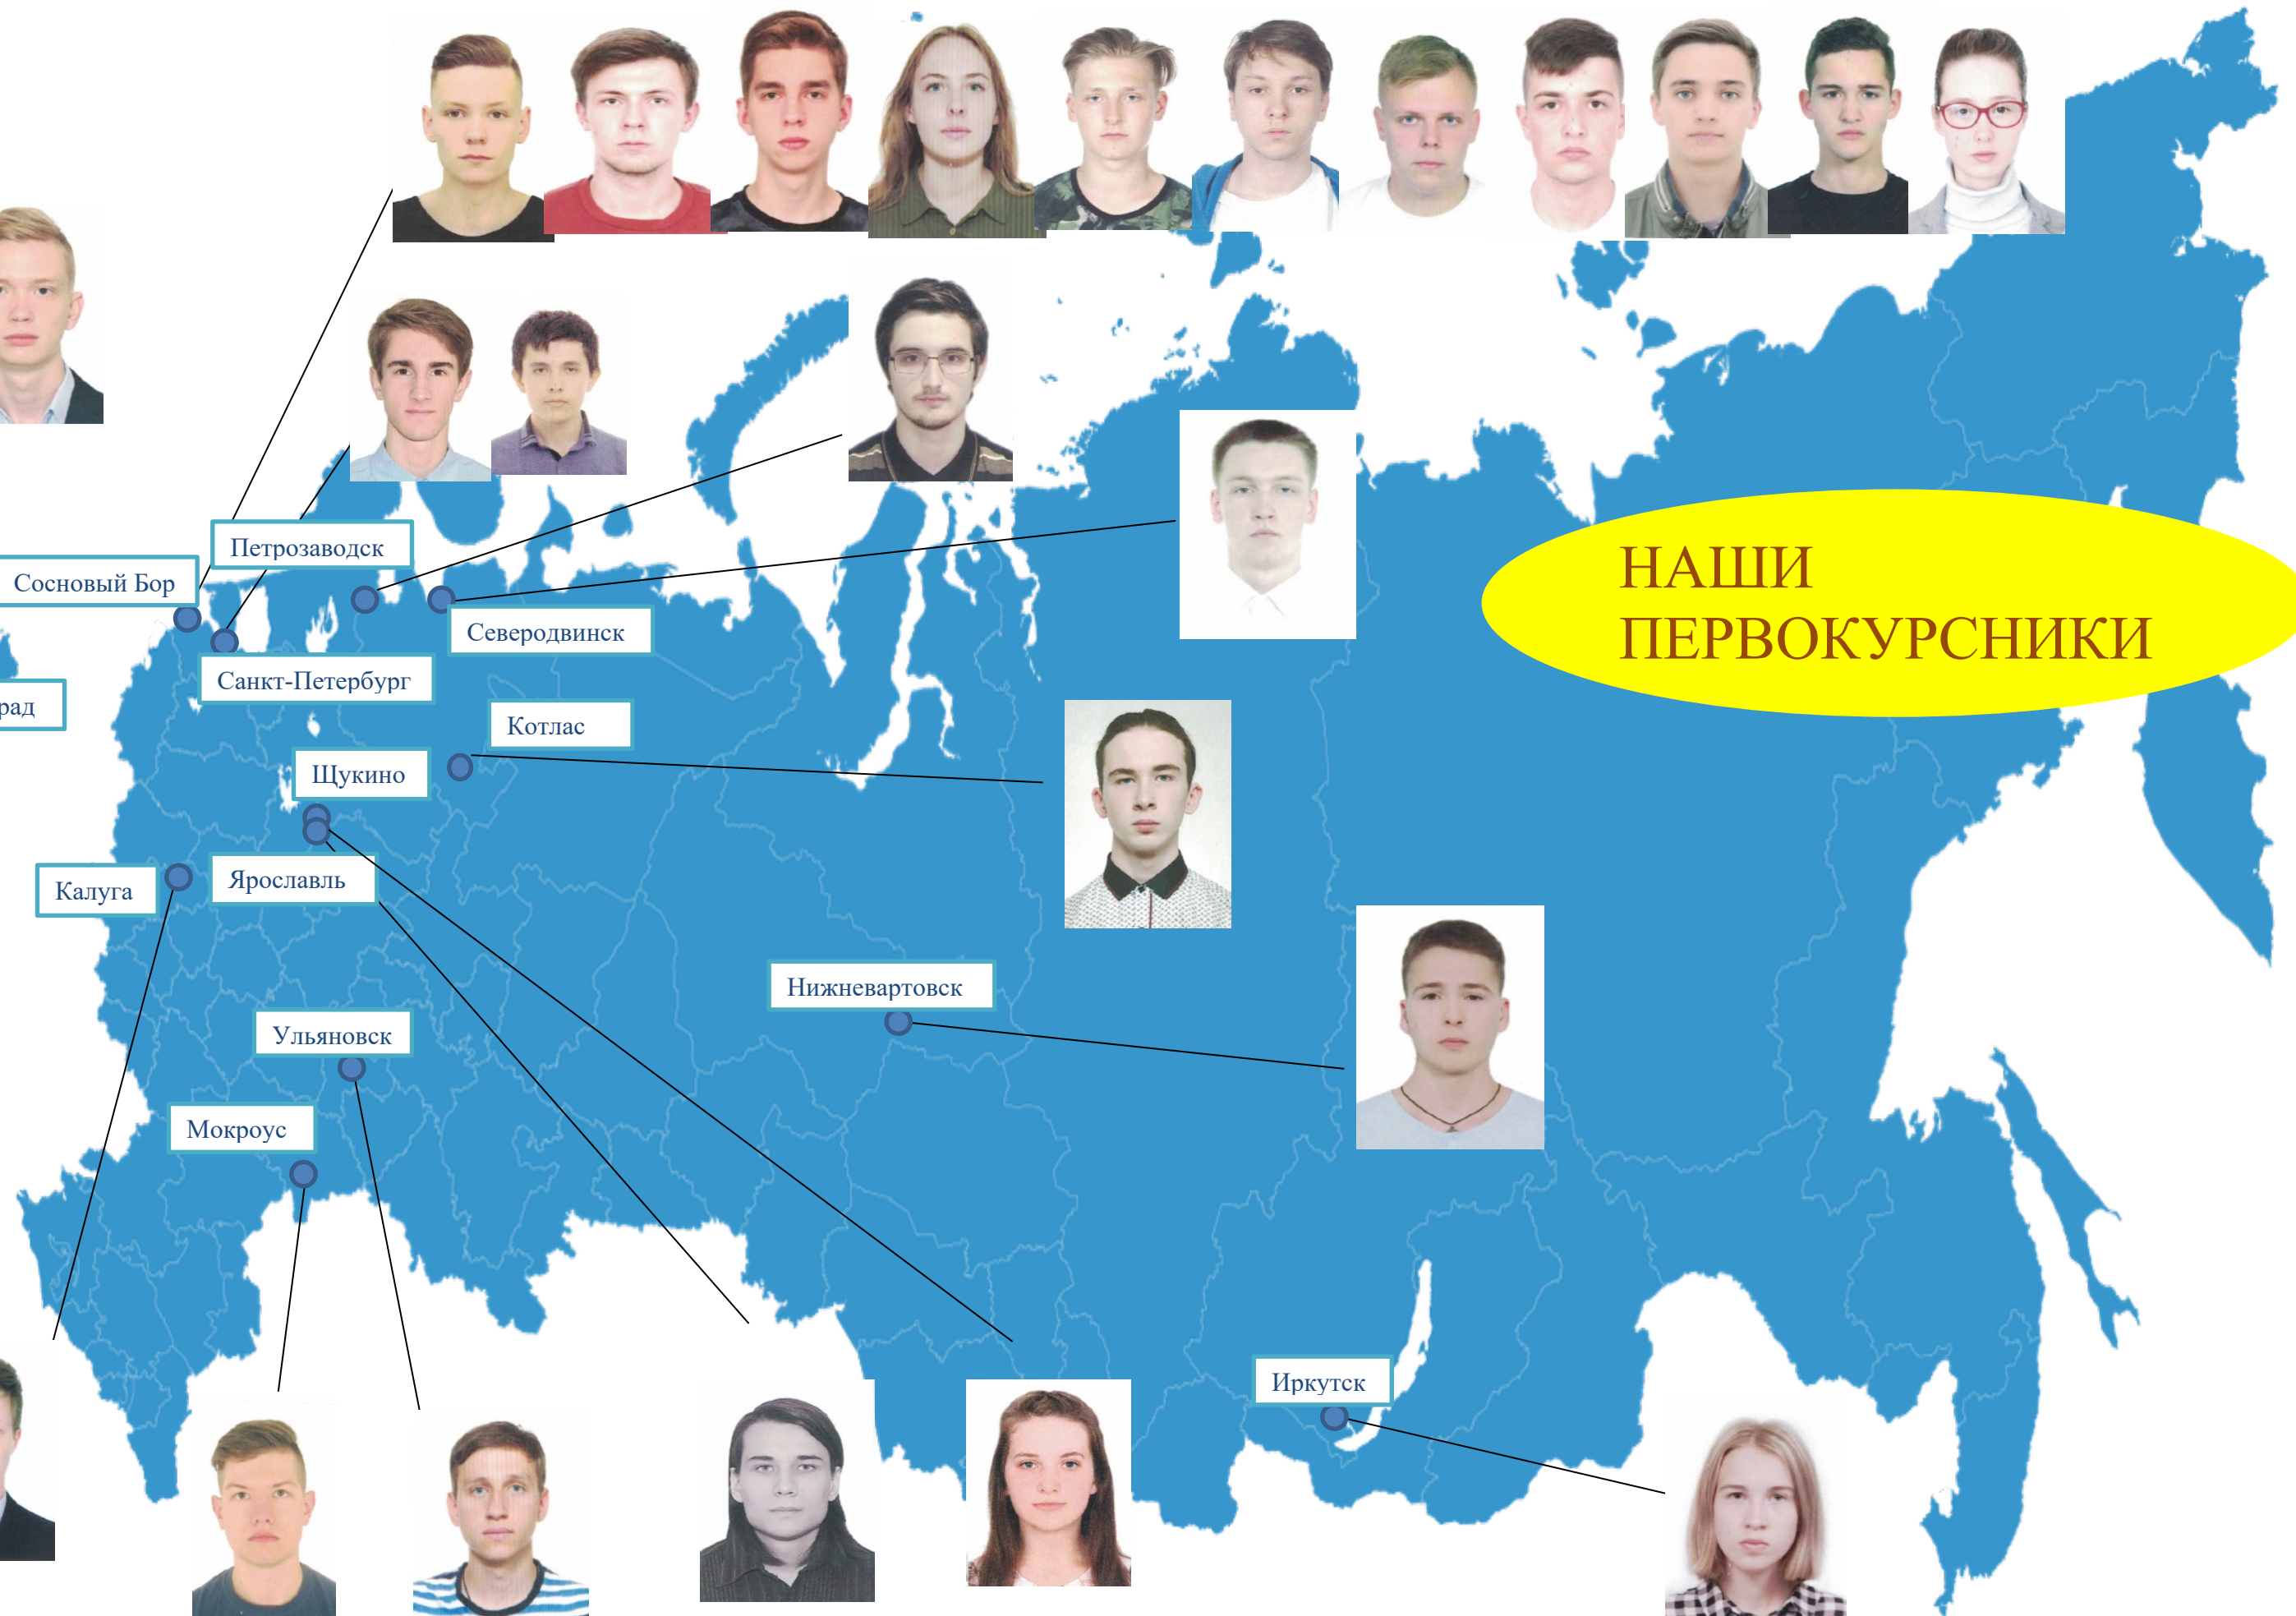 Петрозаводск
Сосновый Бор
Северодвинск
Санкт-Петербург
рад
Котлас
Щукино
Калуга
Ярославль
Нижневартовск
Ульяновск
Мокроус
Иркутск
НАШИ
ПЕРВОКУРСНИКИ